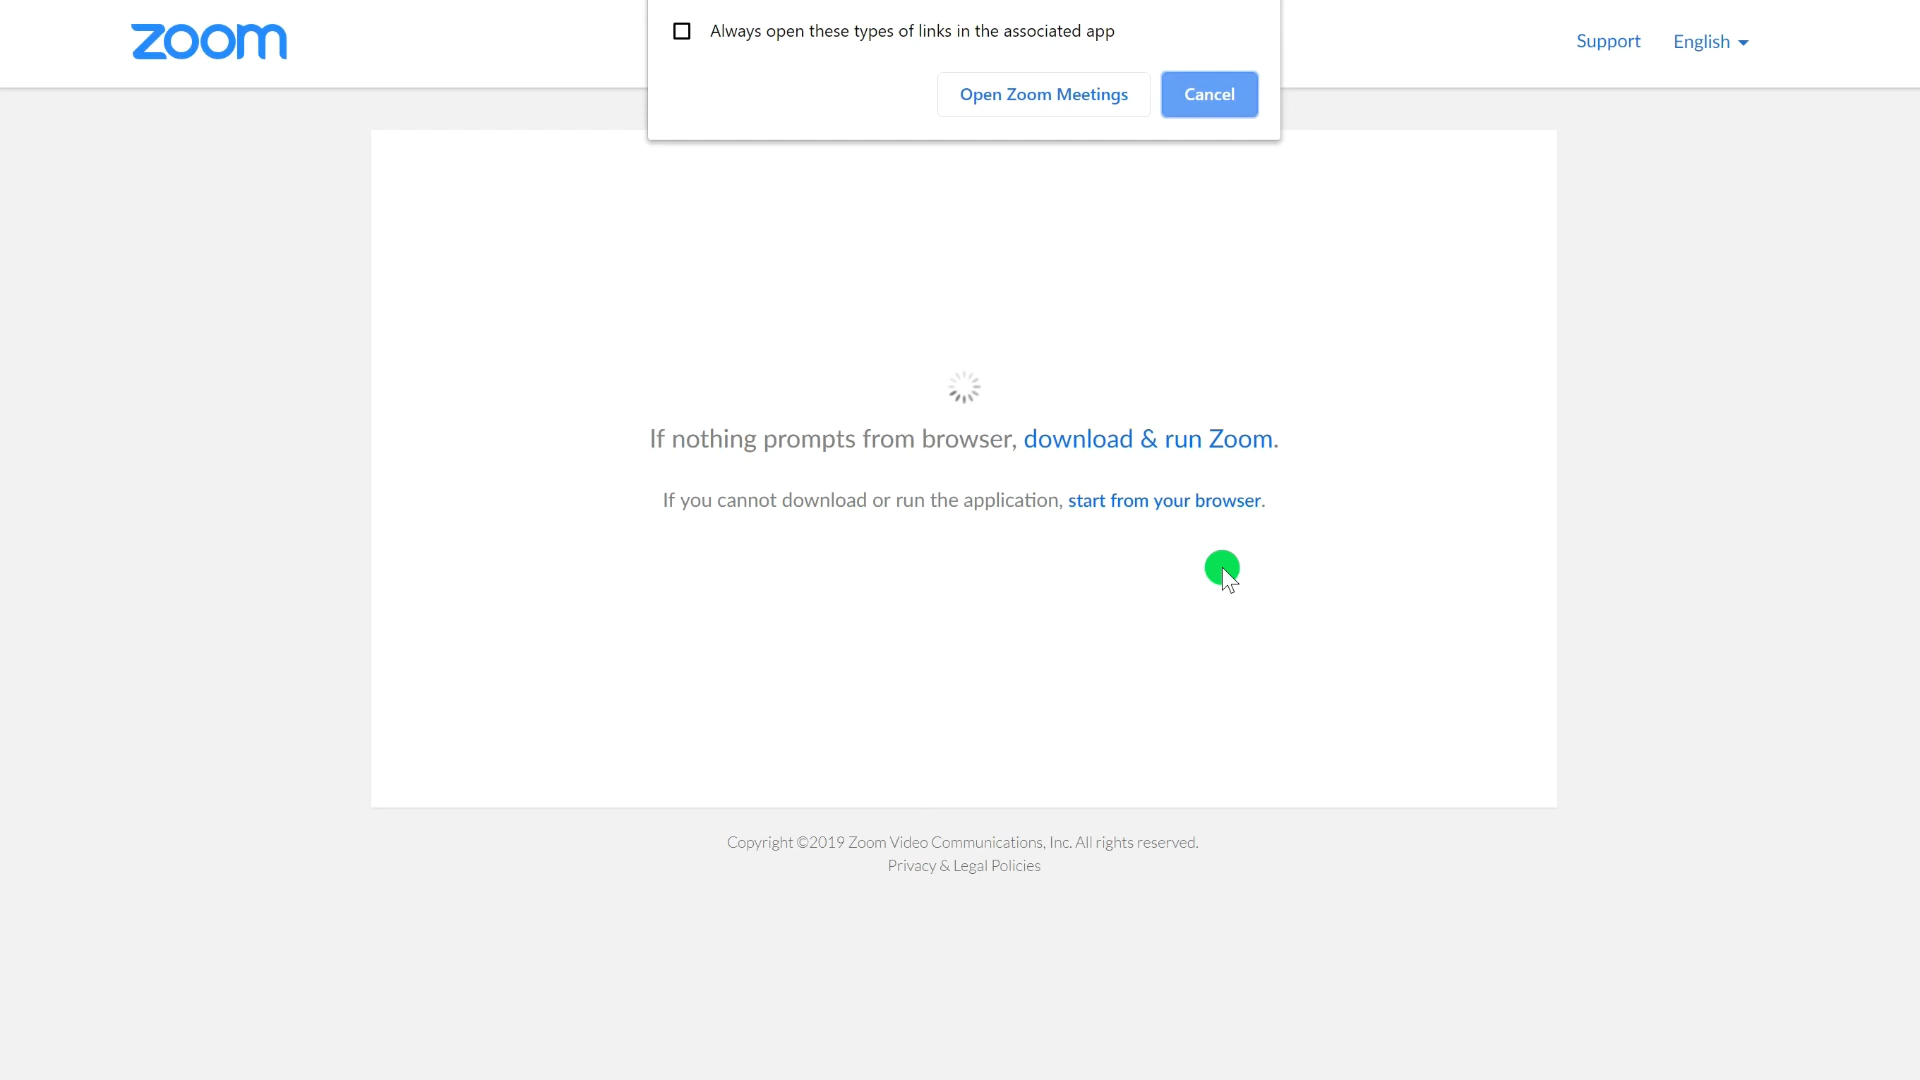 zoom
Always open these types of links in the associated app
Support English
Open Zoom Meetings Cancel
If nothing prompts from browser, download & run Zoom.
If you cannot download or run the application, start from your browser.
Copyright ©2019 Zoom Video Communications, Inc. All rights reserved.
Privacy & Legal Policies